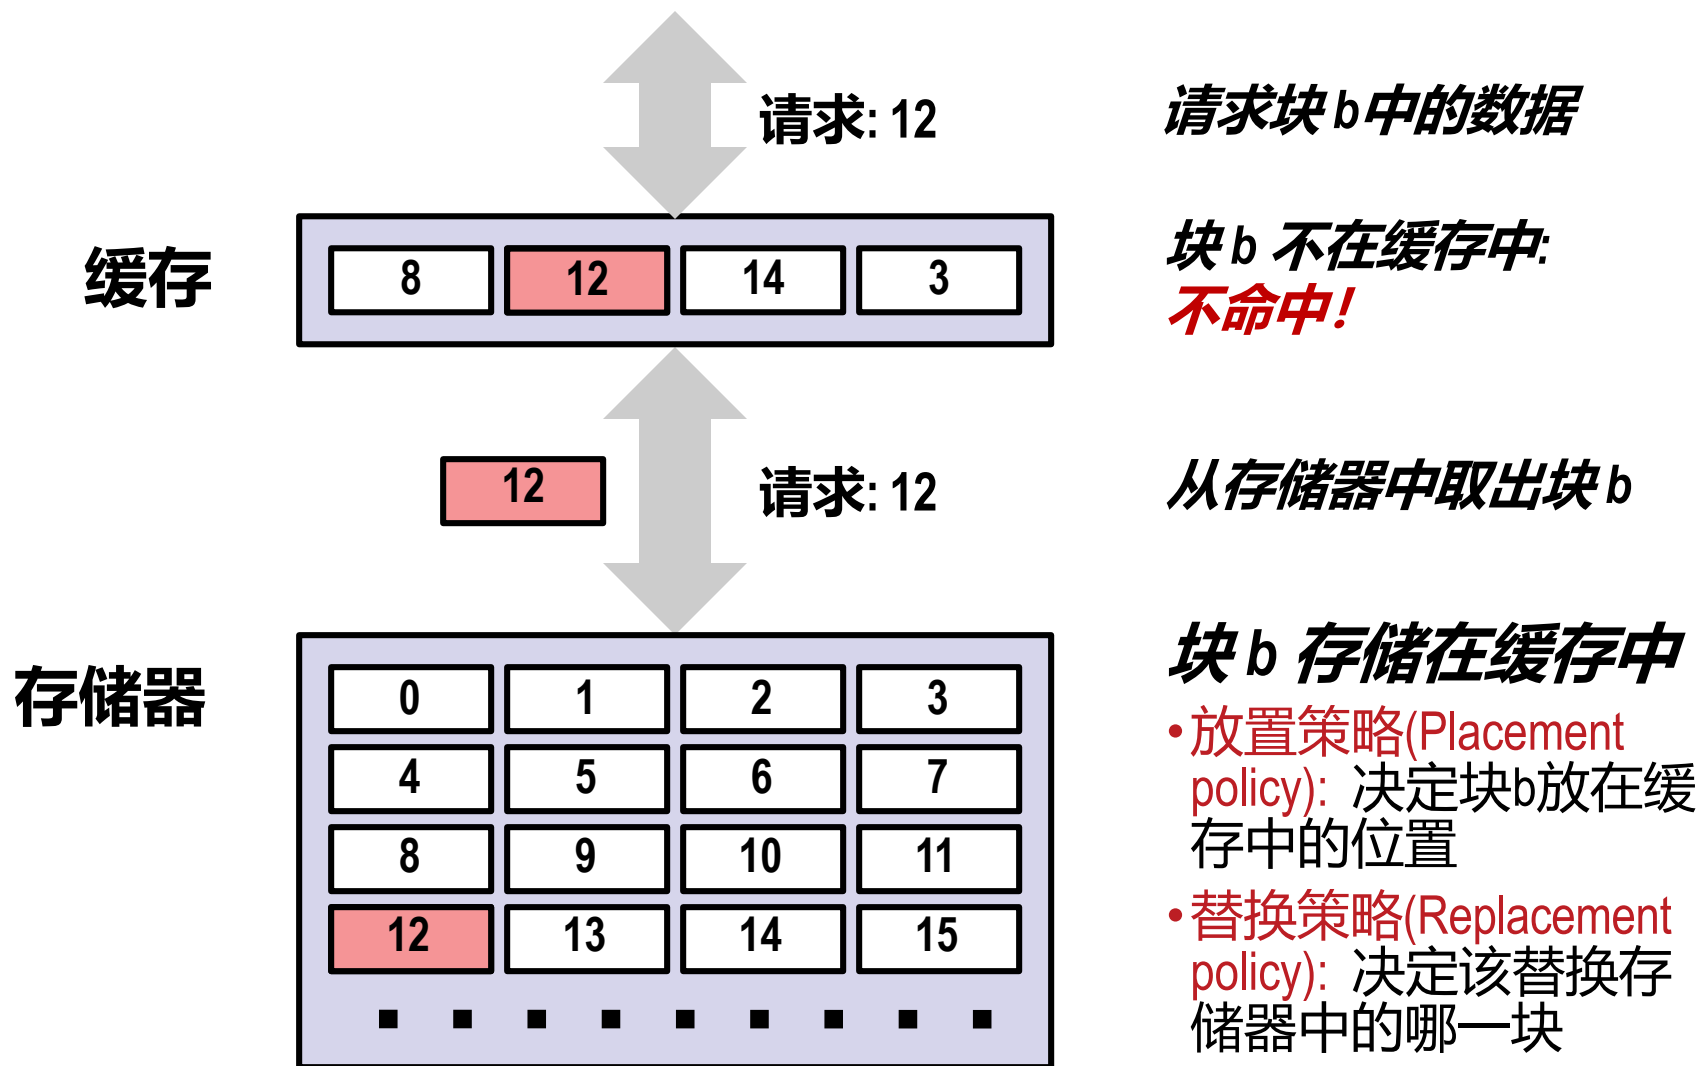 请求: 12
请求块 b中的数据
缓存
8 12 14 3
块 b 不在缓存中:
不命中!
12
请求: 12
从存储器中取出块 b
存储器
0 1 2 3
4 5 6 7
8 9 10 11
12 13 14 15
块 b 存储在缓存中
•放置策略(Placement
policy): 决定块b放在缓
存中的位置
•替换策略(Replacement
policy): 决定该替换存
储器中的哪一块